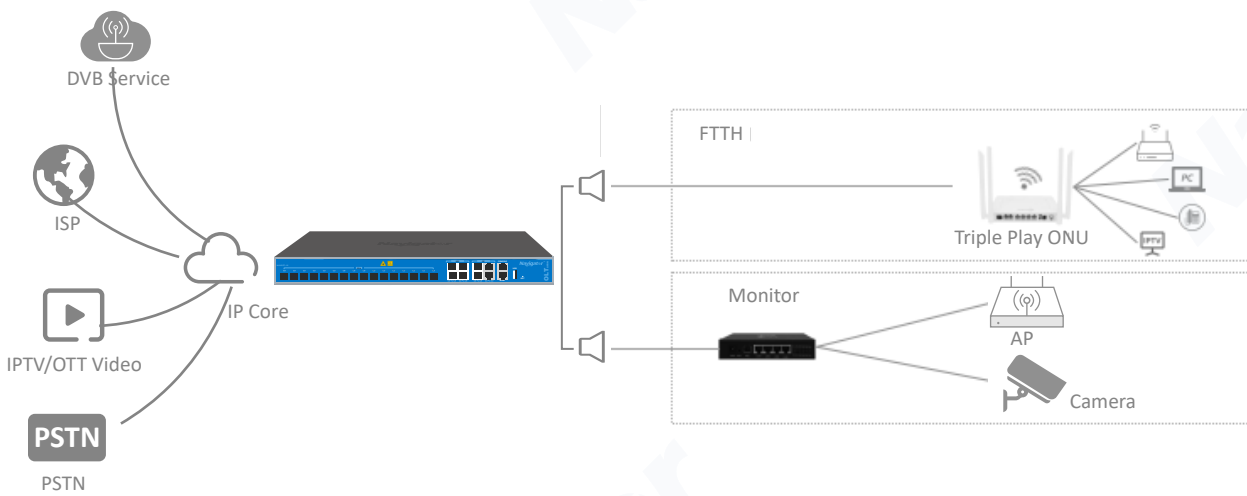 DVB Service
ISP
IPTV/OTT Video
PSTN
PSTN
IP Core
OLT
FTTH
PC
IPTV
Triple Play ONU
Monitor
AP
Camera